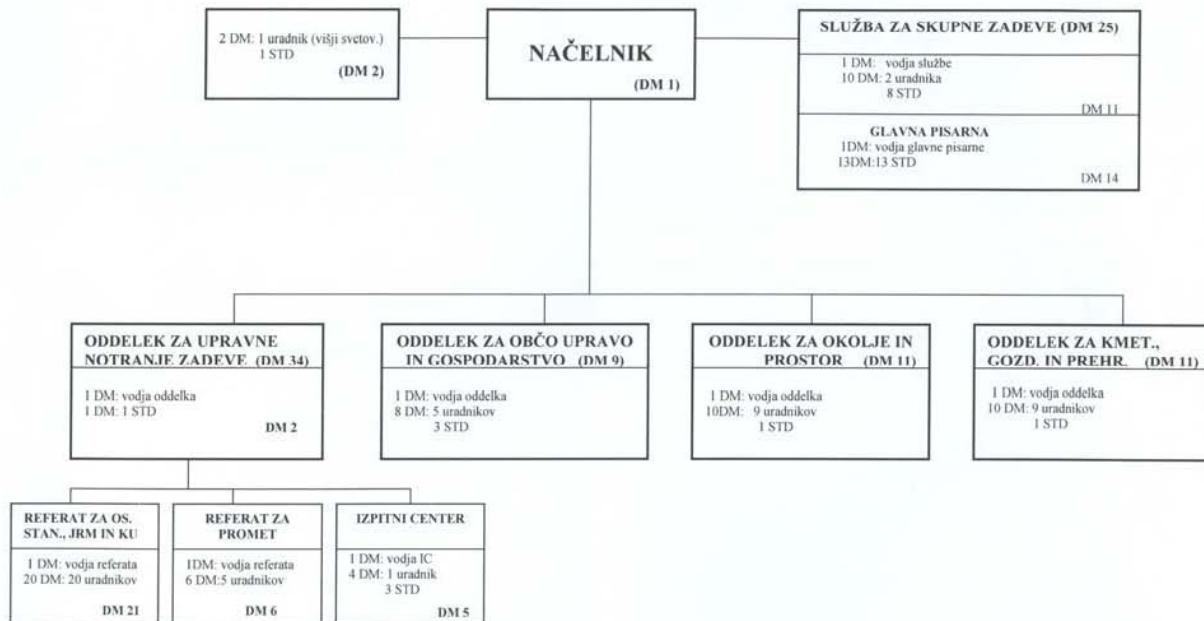 2 DM: 1 uradnik (višji svetov.)
1 STD
(DM 2)
NAČELNIK
(DM 1)
SLUŽBA ZA SKUPNE ZADEVE (DM 25)
1 DM: vodja službe
10 DM: 2 uradnika
8 STD
DM 11
GLAVNA PISARNA
1DM: vodja glavne pisarne
13DM:13 STD
DM 14
ODDELEK ZA UPRAVNE
NOTRANJE ZADEVE (DM 34)
1 DM: vodja oddelka
1 DM: 1 STD
DM 2
ODDELEK ZA OBČO UPRAVO
IN GOSPODARSTVO (DM 9)
1 DM: vodja oddelka
8 DM: 5 uradnikov
3 STD
ODDELEK ZA OKOLJE IN
PROSTOR (DM 11)
1 DM: vodja oddelka
10DM: 9 uradnikov
1 STD
ODDELEK ZA KMET.,
GOZD. IN PREHR. (DM 11)
1 DM: vodja oddelka
10 DM: 9 uradnikov
1 STD
REFERAT ZA OS.
STAN., JRM IN KU
1 DM: vodja referata
20 DM: 20 uradnikov
DM 21
REFERAT ZA
PROMET
1DM: vodja referata
6 DM:5 uradnikov
DM 6
IZPITNI CENTER
1 DM: vodja IC
4 DM: 1 uradnik
3 STD
DM 5